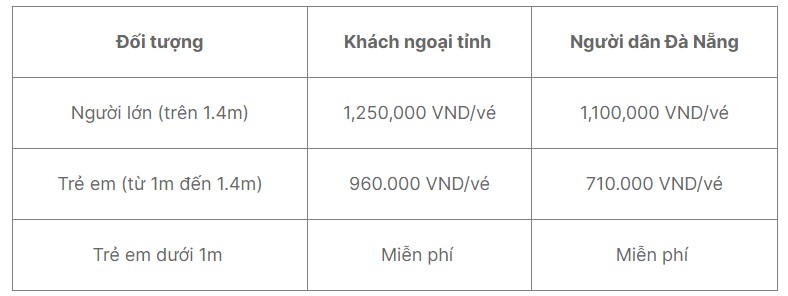 Đối tượng Khách ngoại tỉnh Người dân Đà Nẵng
Người lớn (trên 1.4m) 1,250,000 VND/vé 1,100,000 VND/vé
Trẻ em (từ 1m đến 1.4m) 960.000 VND/vé 710.000 VND/vé
Trẻ em dưới 1m Miễn phí Miễn phí